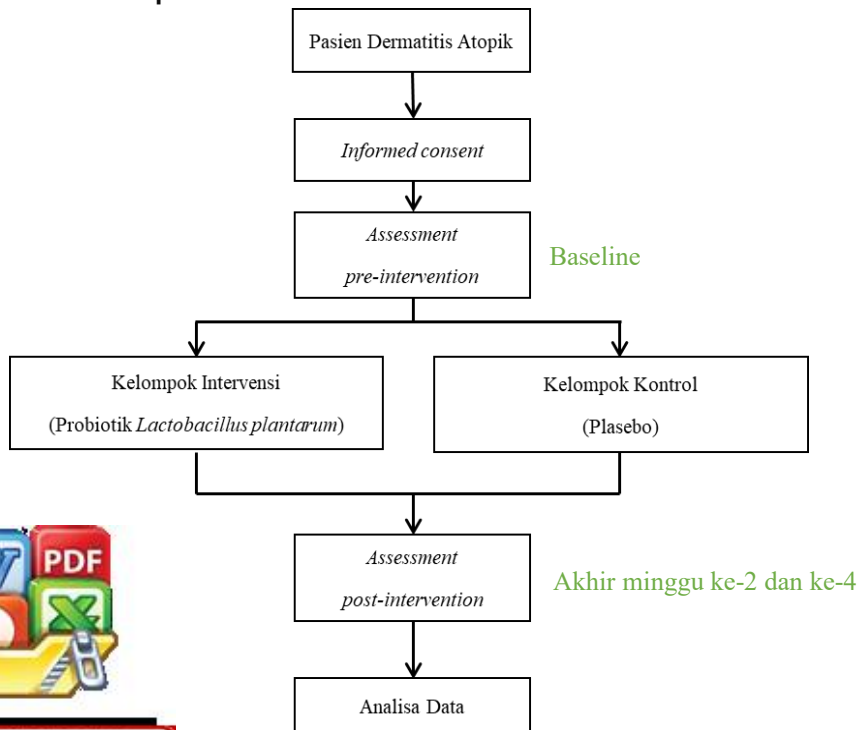 Pasien Dermatitis Atopik
Informed consent
Assessment
pre-intervention
Baseline
Kelompok Intervensi
(Probiotik Lactobacillus plantarum)
Kelompok Kontrol
(Plasebo)
PDF
Assessment
post-intervention
Akhir minggu ke-2 dan ke-4
Analisa Data